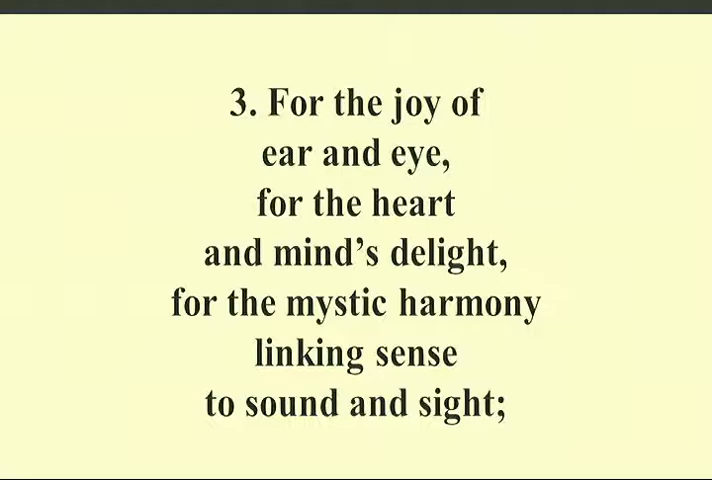 3. For the joy of
ear and eye,
for the heart
and mind’s delight,
for the mystic harmony
linking sense
to sound and sight;